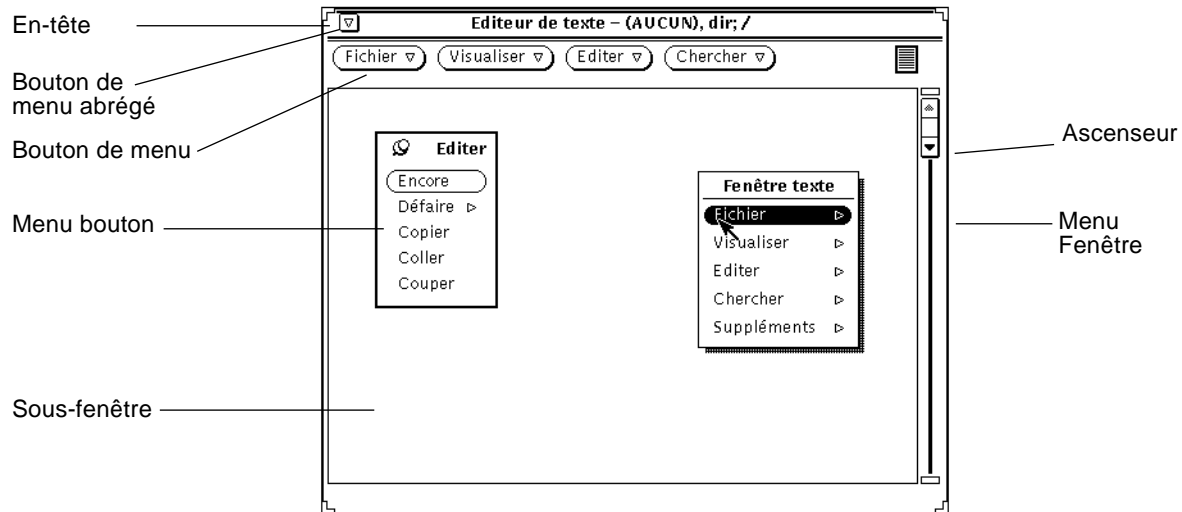 En-tête
Bouton de
menu abrégé
Bouton de menu
Menu bouton
Sous-fenêtre
Editeur de texte – (AUCUN), dir; /
Fichier
Visualiser
Editer
Chercher
Editer
Encore
Défaire
Copier
Coller
Couper
Fenêtre texte
Fichier
Visualiser
Editer
Chercher
Suppléments
Ascenseur
Menu
Fenêtre